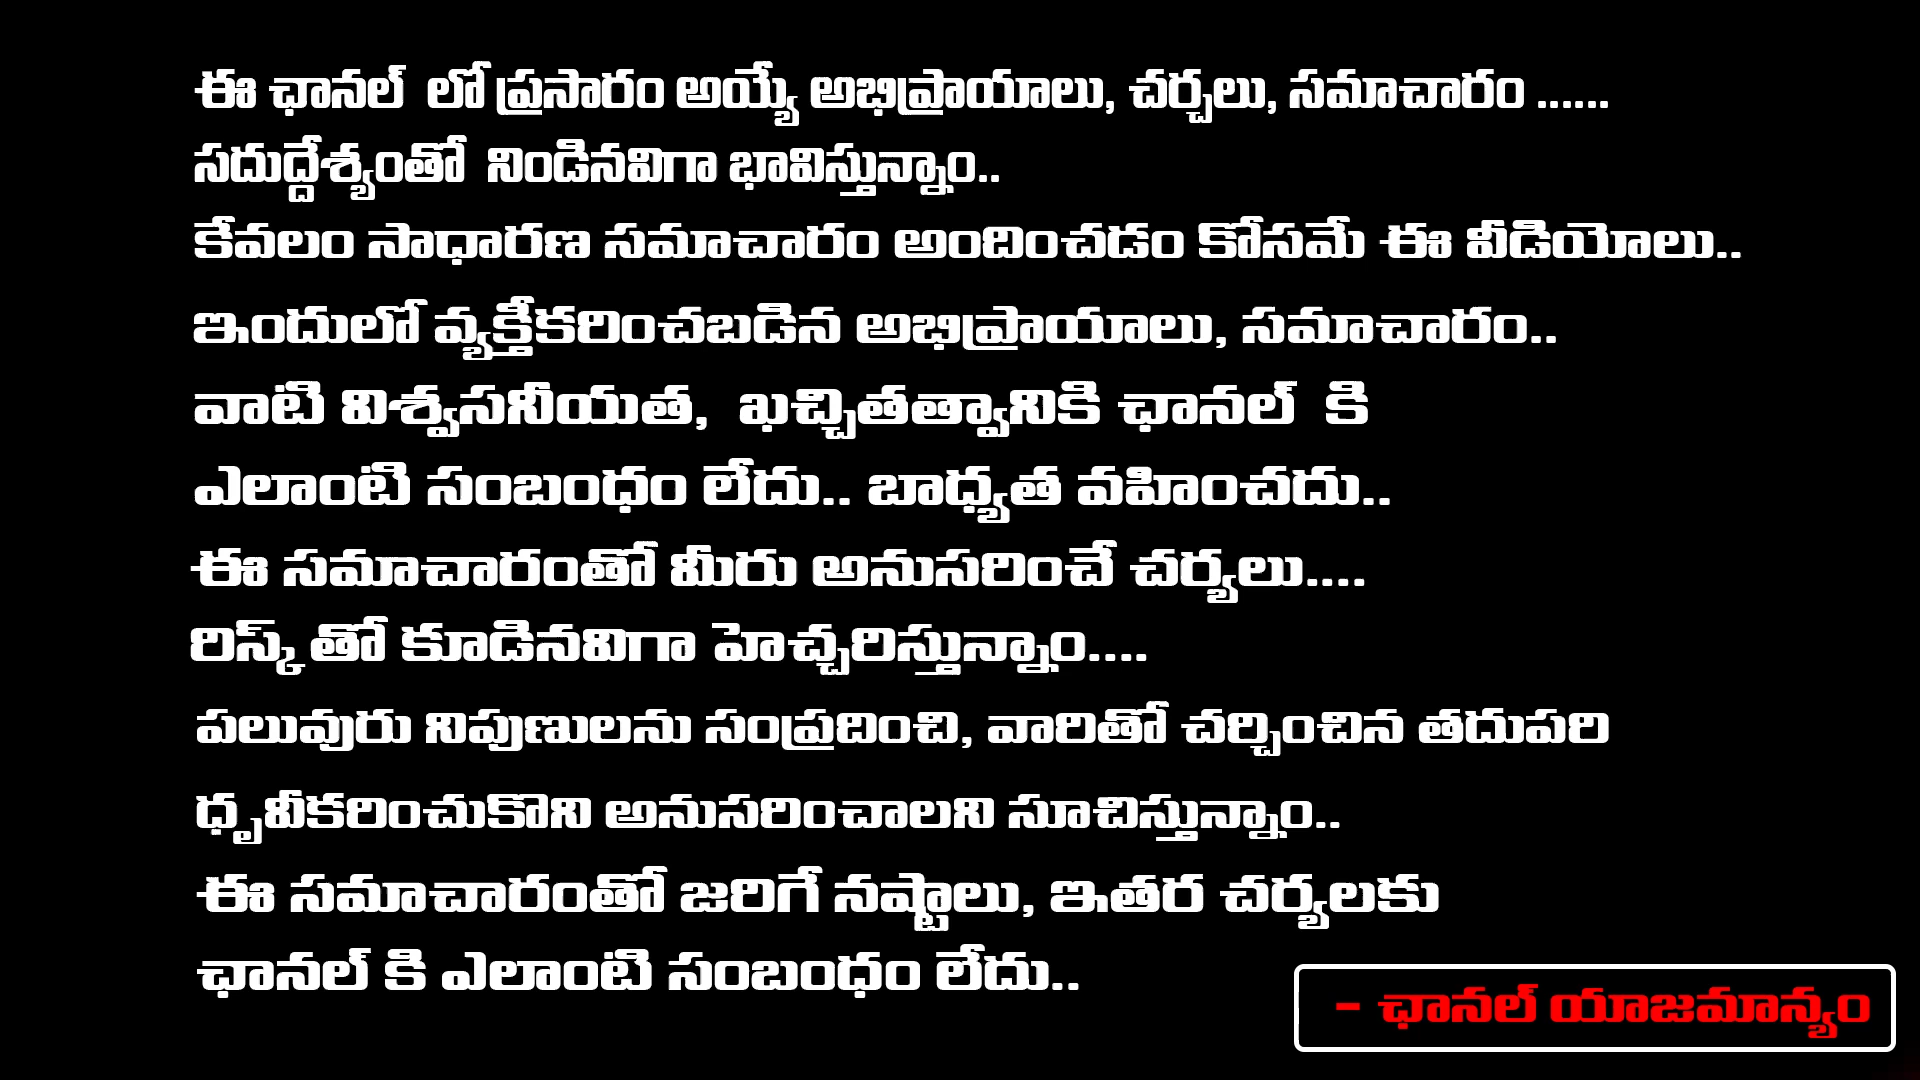 ఈ ఛానల్ లో ప్రసారం అయ్యే అభిప్రాయాలు, చర్చలు, సమాచారం ......
సదుద్దేశ్యంతో నిండినవిగా భావిస్తున్నాం..
కేవలం సాధారణ సమాచారం అందించడం కోసమే ఈ వీడియోలు..
ఇందులో వ్యక్తీకరించబడిన అభిప్రాయాలు, సమాచారం..
వాటి విశ్వసనీయత, ఖచ్చితత్వానికి ఛానల్ కి
ఎలాంటి సంబంధం లేదు.. బాధ్యత వహించదు..
ఈ సమాచారంతో మీరు అనుసరించే చర్యలు....
రిస్క్ తో కూడినవిగా హెచ్చరిస్తున్నాం....
పలువురు నిపుణులను సంప్రదించి, వారితో చర్చించిన తదుపరి
ధృవీకరించుకొని అనుసరించాలని సూచిస్తున్నాం..
ఈ సమాచారంతో జరిగే నష్టాలు, ఇతర చర్యలకు
ఛానల్ కి ఎలాంటి సంబంధం లేదు..
- ఛానల్ యాజమాన్యం